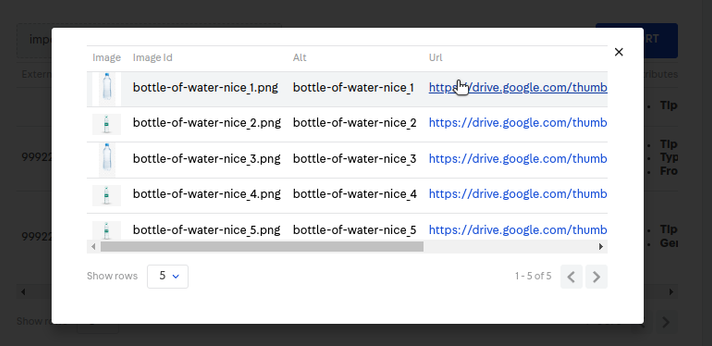 impo
RT
Extern
ributes
Image Image Id Alt Url
bottle-of-water-nice_1.png bottle-of-water-nice_1 https://drive.google.com/thumb
bottle-of-water-nice_2.png bottle-of-water-nice_2 https://drive.google.com/thumb
bottle-of-water-nice_3.png bottle-of-water-nice_3 https://drive.google.com/thumb
bottle-of-water-nice_4.png bottle-of-water-nice_4 https://drive.google.com/thumb
bottle-of-water-nice_5.png bottle-of-water-nice_5 https://drive.google.com/thumb
Show rows 5 1 - 5 of 5
99922
99922
Tip
Tip
Typ
Fro
Tip
Ge
Show r